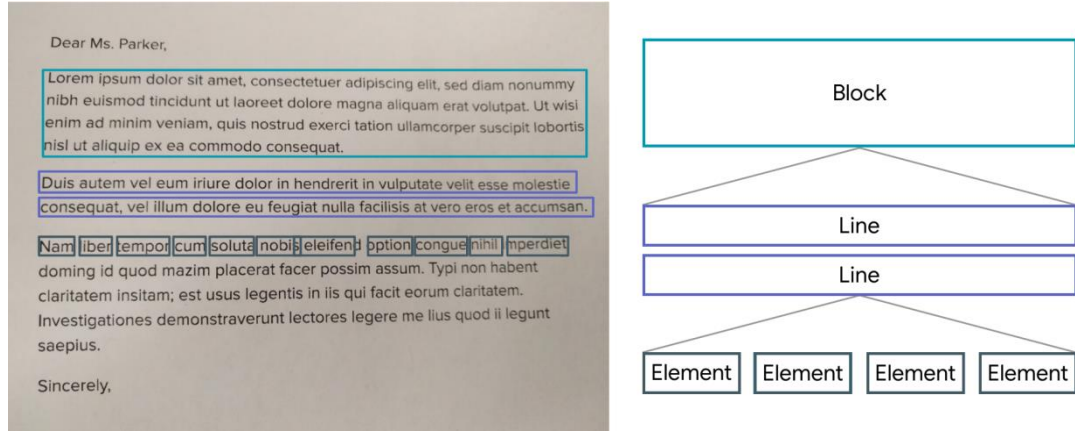 Dear Ms. Parker,
Lorem ipsum dolor sit amet, consectetuer adipiscing elit, sed diam nonummy
nibh euismod tincidunt ut laoreet dolore magna aliquam erat volutpat. Ut wisi
enim ad minim veniam, quis nostrud exerci tation ullamcorper suscipit lobortis
nisl ut aliquip ex ea commodo consequat.
Duis autem vel eum iriure dolor in hendrerit in vulputate velit esse molestie
consequat, vel illum dolore eu feugiat nulla facilisis at vero eros et accumsan.
Nam liber tempor cum soluta nobis eleifend option congue nihil imperdiet
doming id quod mazim placerat facer possim assum. Typi non habent
claritatem insitam; est usus legentis in iis qui facit eorum claritatem.
Investigationes demonstraverunt lectores legere me lius quod ii legunt
saepius.
Sincerely,
Block
Line
Line
Element Element Element Element